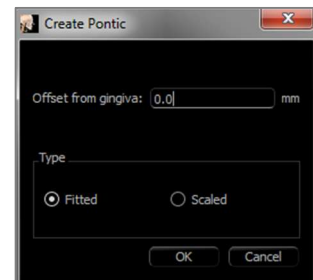 Create Pontic
Offset from gingiva: 0.0 mm
Type
Fitted Scaled
OK Cancel